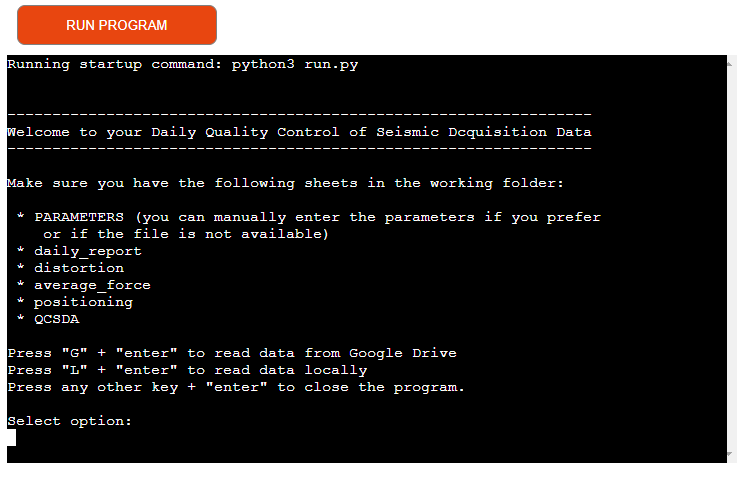 RUN PROGRAM
Running startup command: python3 run.py
-----------------------------------------------------------------
Welcome to your Daily Quality Control of Seismic Dcquisition Data
-----------------------------------------------------------------
Make sure you have the following sheets in the working folder:
* PARAMETERS (you can manually enter the parameters if you prefer
or if the file is not available)
* daily_report
* distortion
* average_force
* positioning
* QCSDA
Press "G" + "enter" to read data from Google Drive
Press "L" + "enter" to read data locally
Press any other key + "enter" to close the program.
Select option: